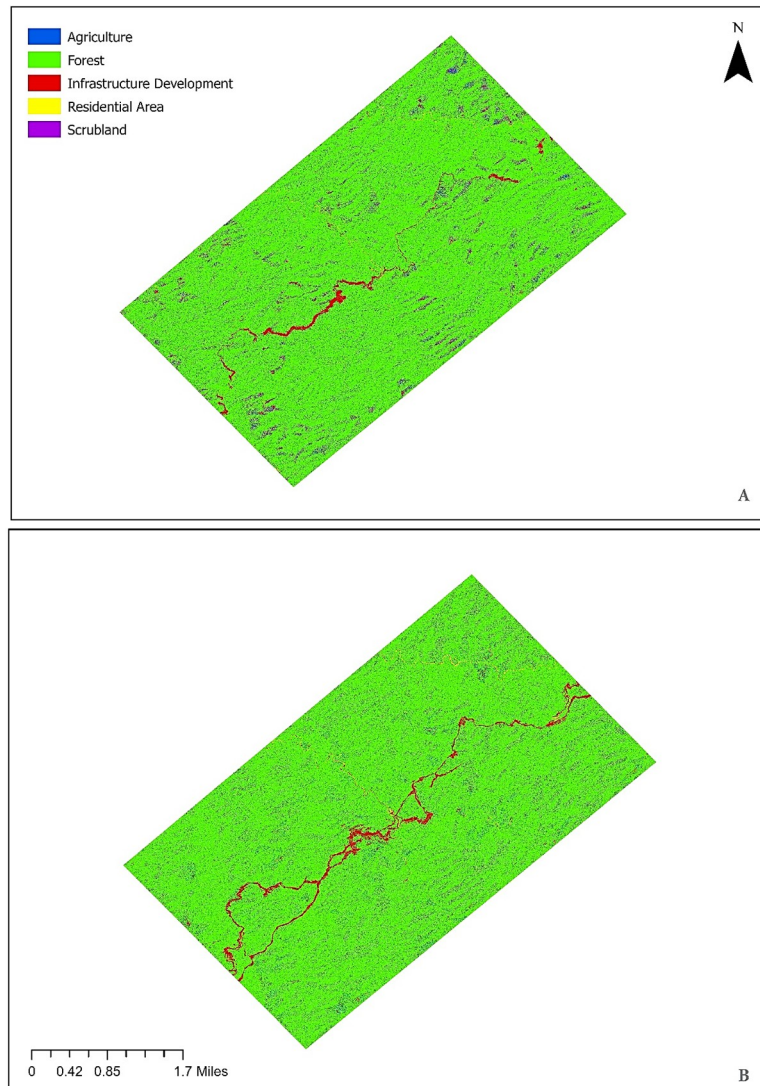 N
Agriculture
Forest
Infrastructure Development
Residential Area
Scrubland
A
0 0.42 0.85 1.7 Miles
B